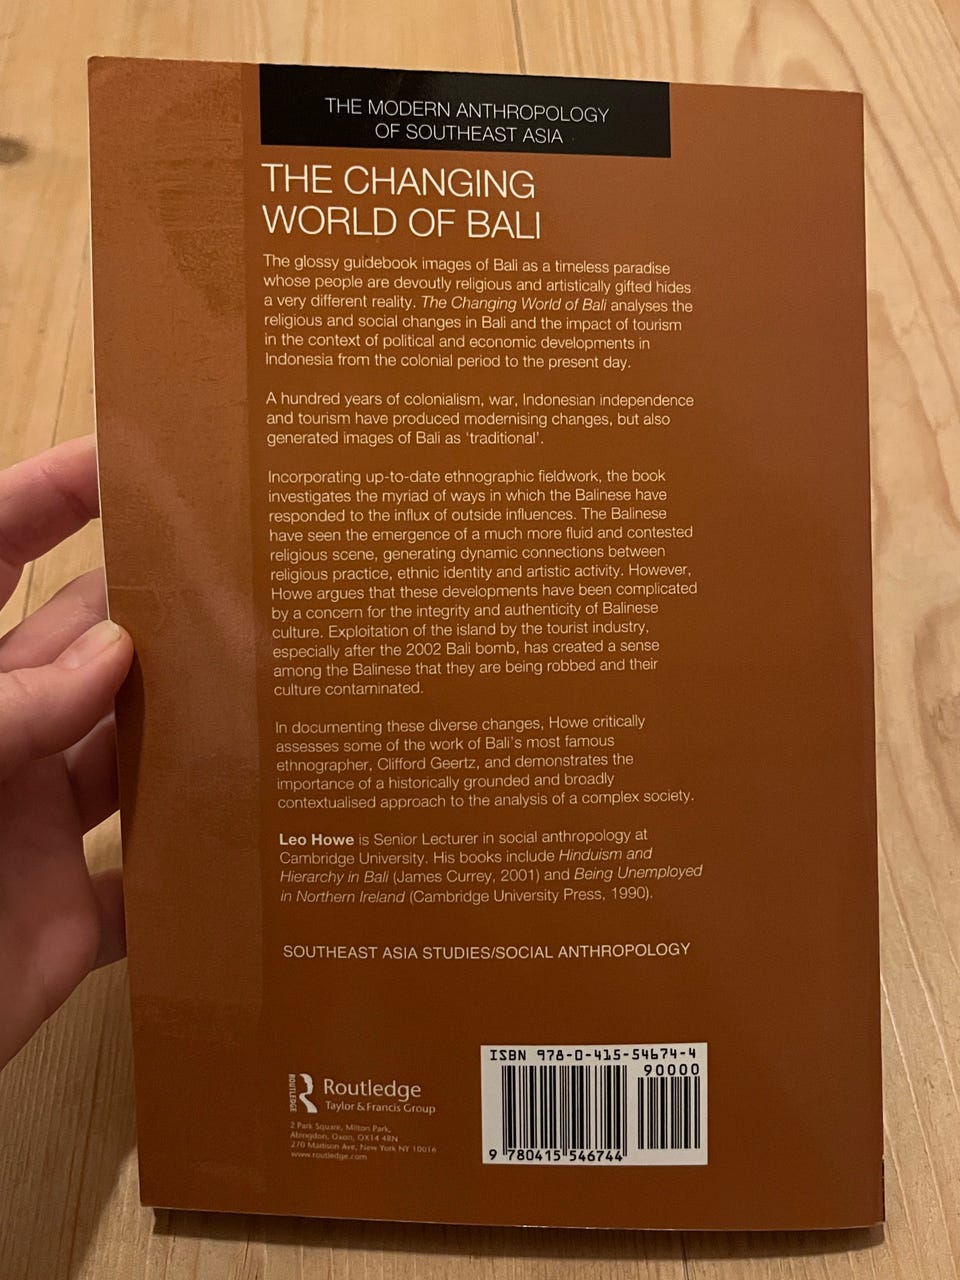 THE MODERN ANTHROPOLOGY
OF SOUTHEAST ASIA
THE CHANGING
WORLD OF BALI
The glossy guidebook images of Bali as a timeless paradise
whose people are devoutly religious and artistically gifted hides
a very different reality. The Changing World of Bali analyses the
religious and social changes in Bali and the impact of tourism
in the context of political and economic developments in
Indonesia from the colonial period to the present day.
A hundred years of colonialism, war, Indonesian independence
and tourism have produced modernising changes, but also
generated images of Bali as ‘traditional’.
Incorporating up-to-date ethnographic fieldwork, the book
investigates the myriad of ways in which the Balinese have
responded to the influx of outside influences. The Balinese
have seen the emergence of a much more fluid and contested
religious scene, generating dynamic connections between
religious practice, ethnic identity and artistic activity. However,
Howe argues that these developments have been complicated
by a concern for the integrity and authenticity of Balinese
culture. Exploitation of the island by the tourist industry,
especially after the 2002 Bali bomb, has created a sense
among the Balinese that they are being robbed and their
culture contaminated.
In documenting these diverse changes, Howe critically
assesses some of the work of Bali’s most famous
ethnographer, Clifford Geertz, and demonstrates the
importance of a historically grounded and broadly
contextualised approach to the analysis of a complex society.
Leo Howe is Senior Lecturer in social anthropology at
Cambridge University. His books include Hinduism and
Hierarchy in Bali (James Currey, 2001) and Being Unemployed
in Northern Ireland (Cambridge University Press, 1990).
SOUTHEAST ASIA STUDIES/SOCIAL ANTHROPOLOGY
ROUTLEDGE
Routledge
Taylor & Francis Group
2 Park Square, Milton Park,
Abingdon, Oxon, OX14 4RN
270 Madison Ave, New York NY 10016
www.routledge.com
ISBN 978-0-415-54674-4
90000
9 780415 546744